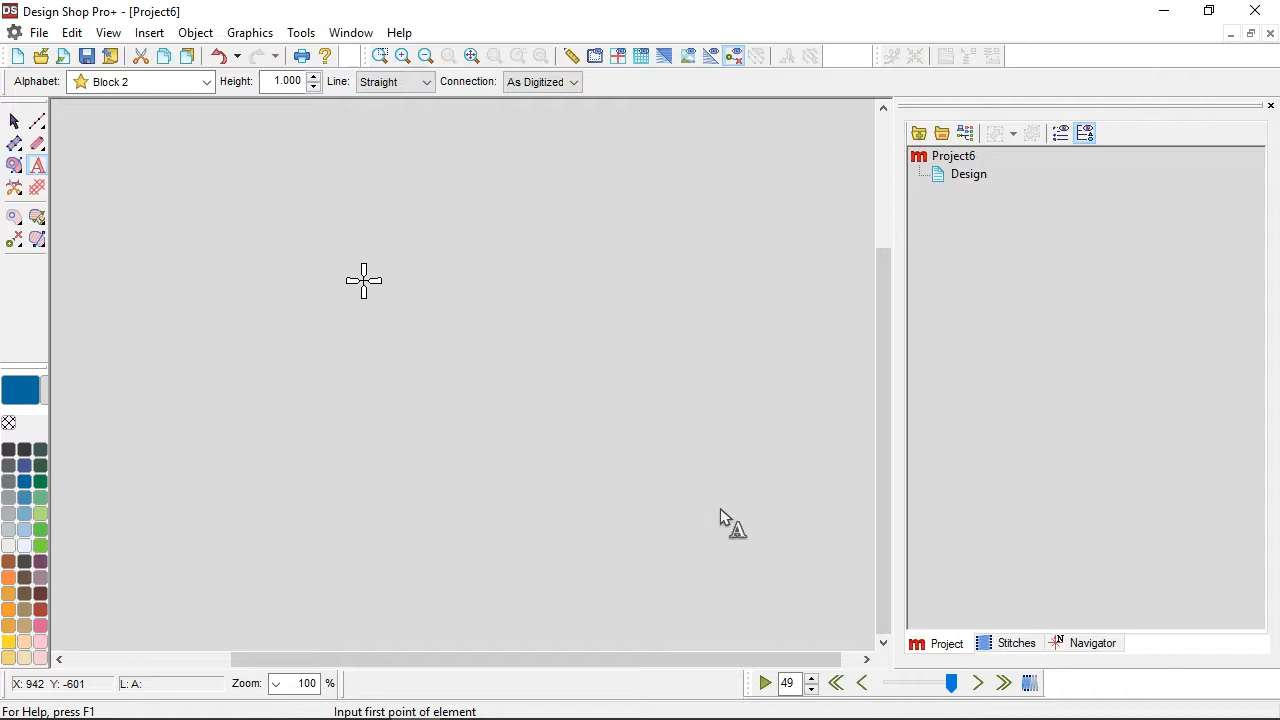 DS Design Shop Pro+ - [Project6]
File Edit View Insert Object Graphics Tools Window Help
Alphabet: Block 2 Height: 1.000 Line: Straight Connection: As Digitized
m Project6
Design
m Project Stitches N Navigator
X: 942 Y: -601 L: A: Zoom: 100 % 49
For Help, press F1 Input first point of element